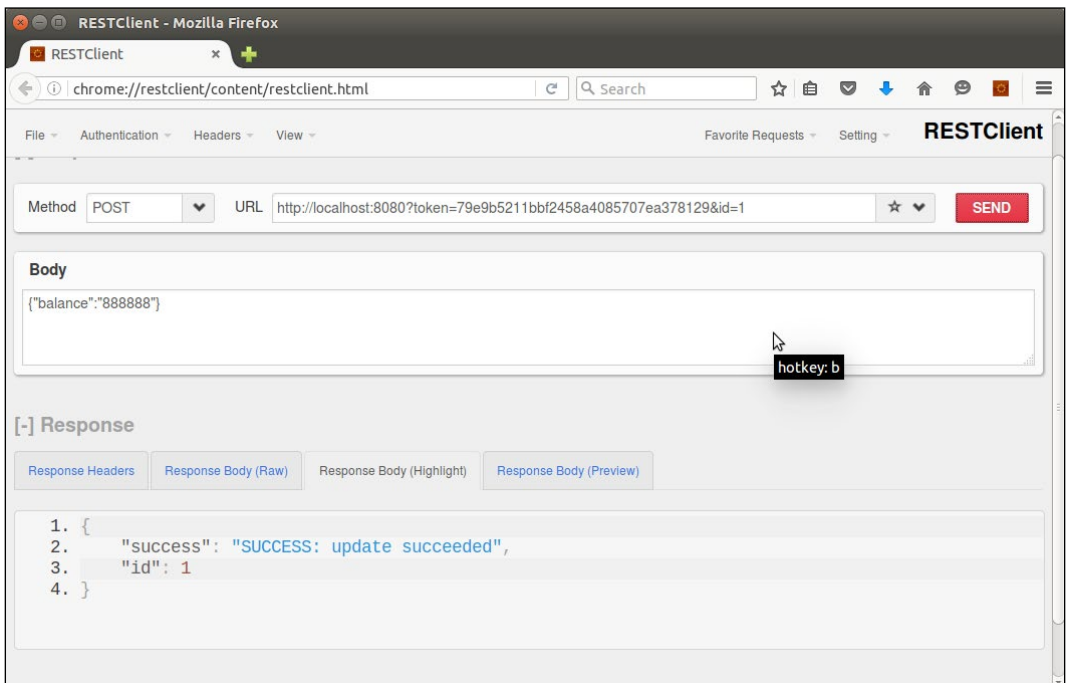 RESTClient - Mozilla Firefox
RESTClient
chrome://restclient/content/restclient.html Search
File Authentication Headers View Favorite Requests Setting RESTClient
Method POST URL http://localhost:8080?token=79e9b5211bbf2458a4085707ea378129&id=1 SEND
Body
{"balance":"888888"}
hotkey: b
[-] Response
Response Headers Response Body (Raw) Response Body (Highlight) Response Body (Preview)
1. {
2. "success": "SUCCESS: update succeeded",
3. "id": 1
4. }